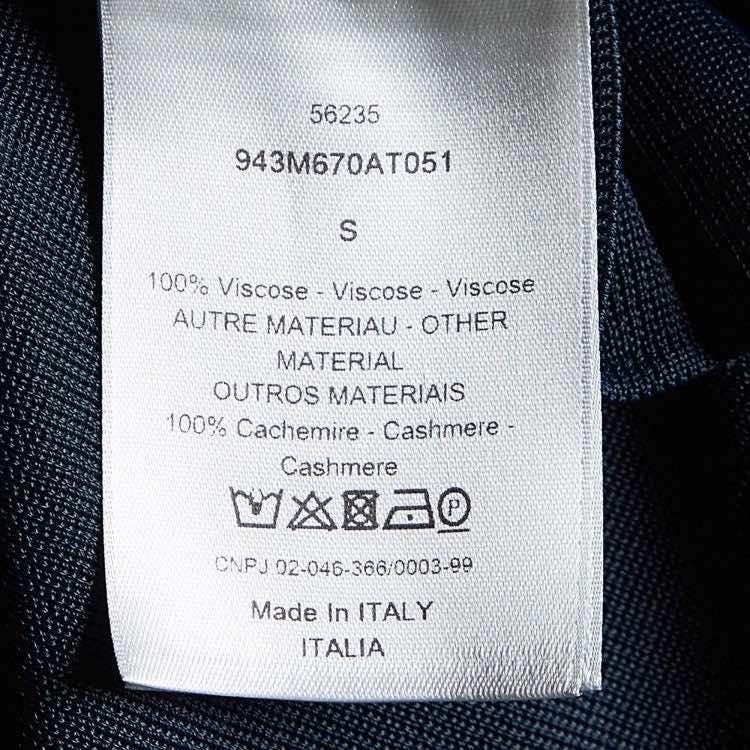 56235
943M670AT051
S
100% Viscose - Viscose - Viscose
AUTRE MATERIAU - OTHER
MATERIAL
OUTROS MATERIAIS
100% Cachemire - Cashmere -
Cashmere
P
CNPJ 02-046-366/0003-99
Made In ITALY
ITALIA